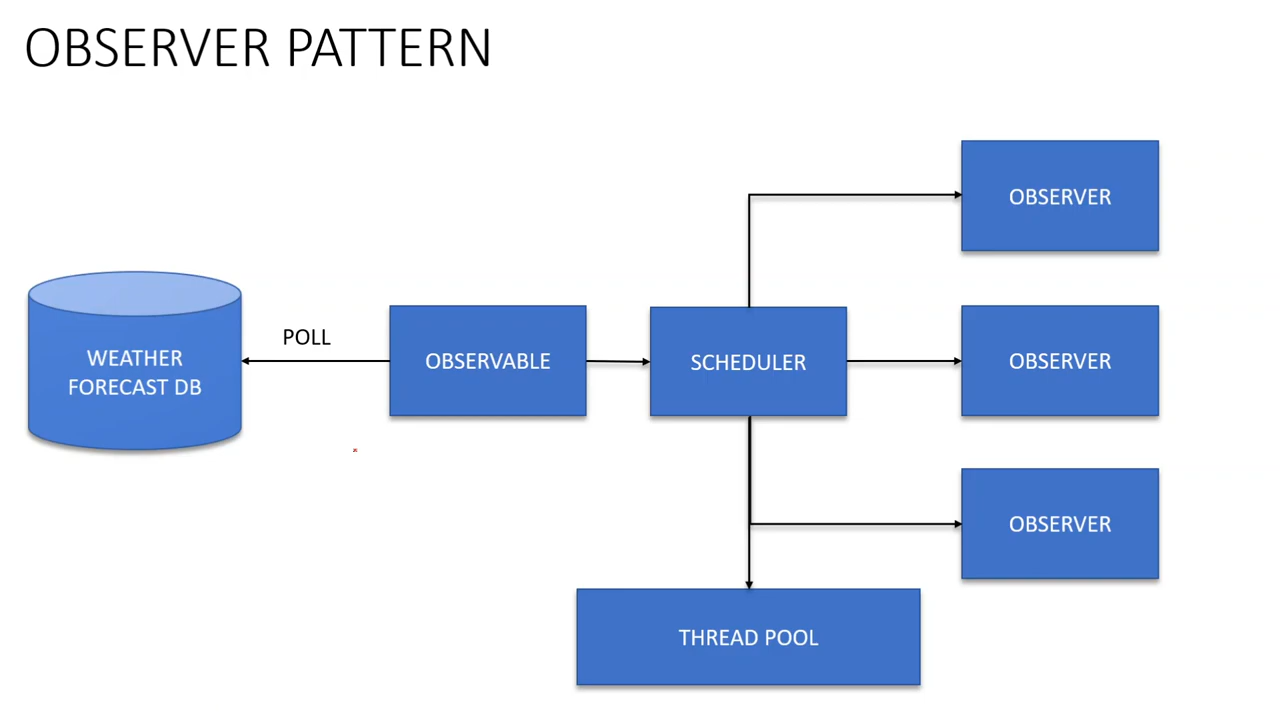 OBSERVER PATTERN
OBSERVER
POLL
WEATHER
FORECAST DB
OBSERVABLE
SCHEDULER
OBSERVER
OBSERVER
THREAD POOL